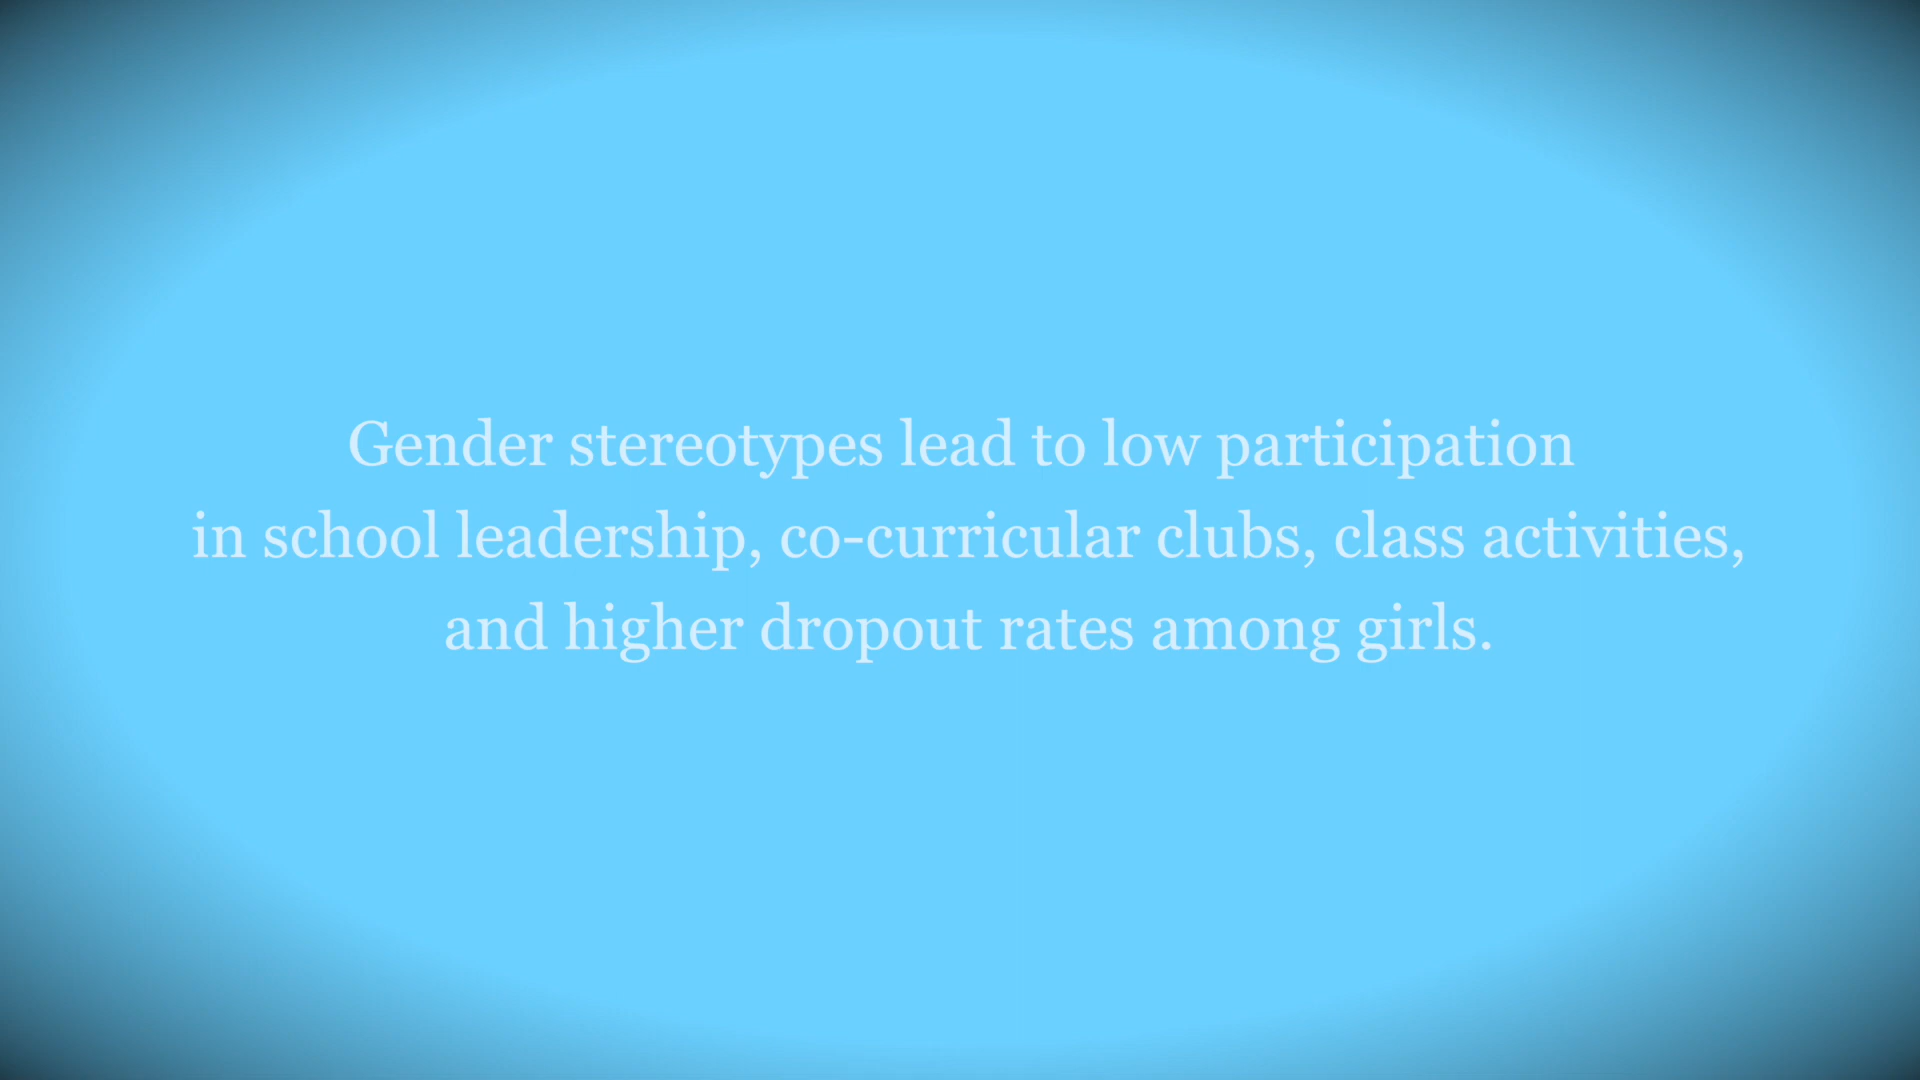 Gender stereotypes lead to low participation
in school leadership, co-curricular clubs, class activities,
and higher dropout rates among girls.